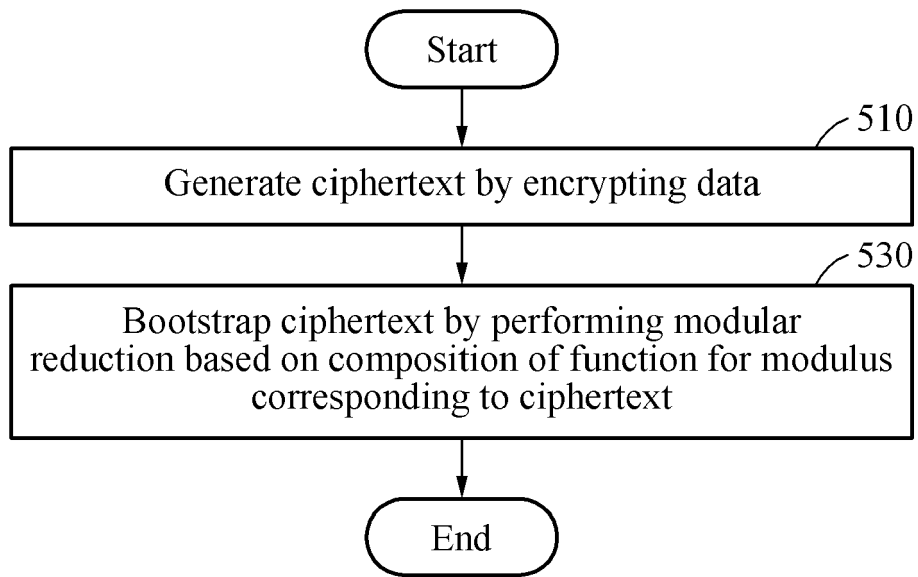 Start
510
Generate ciphertext by encrypting data
530
Bootstrap ciphertext by performing modular
reduction based on composition of function for modulus
corresponding to ciphertext
End